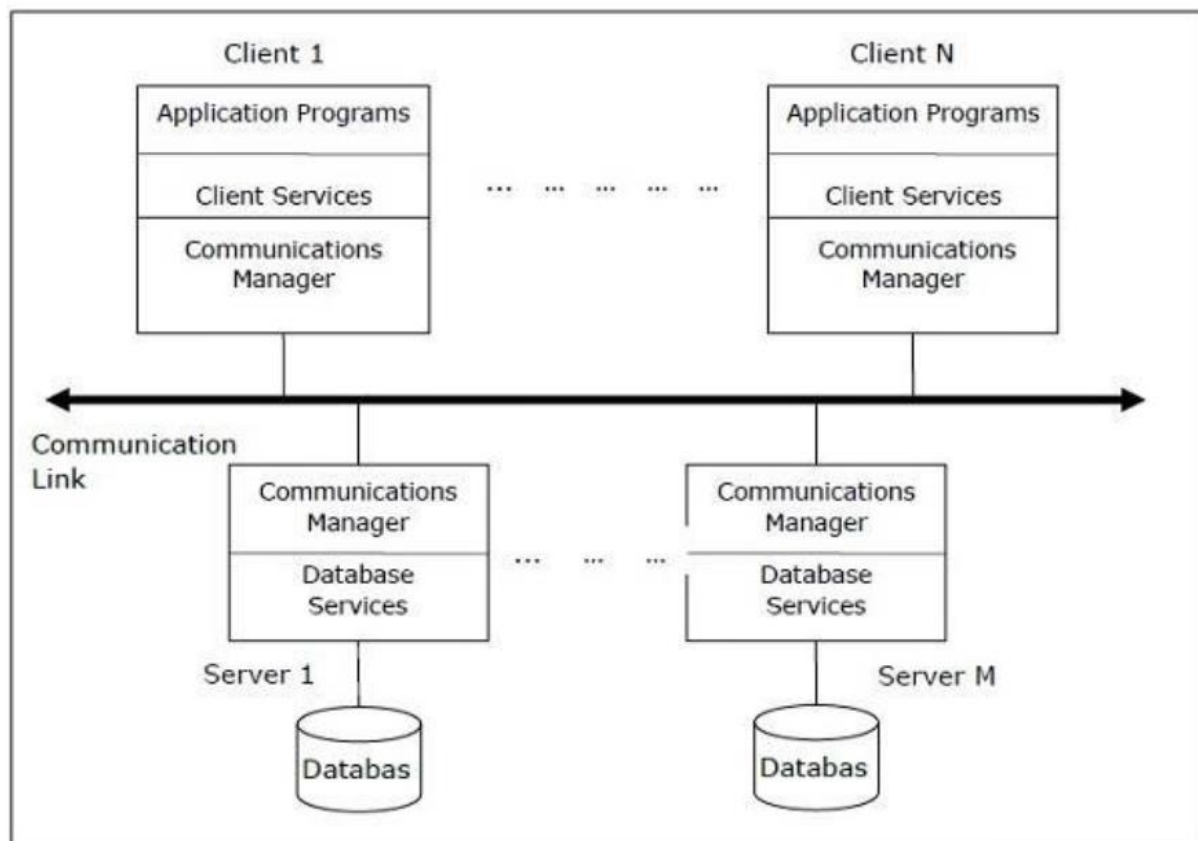 Client 1
Client N
Application Programs
Application Programs
Client Services
Client Services
Communications
Manager
Communications
Manager
... ... ... ... ...
Communication
Link
Communications
Manager
Communications
Manager
... ... ...
Database
Services
Database
Services
Server 1
Server M
Databas
Databas